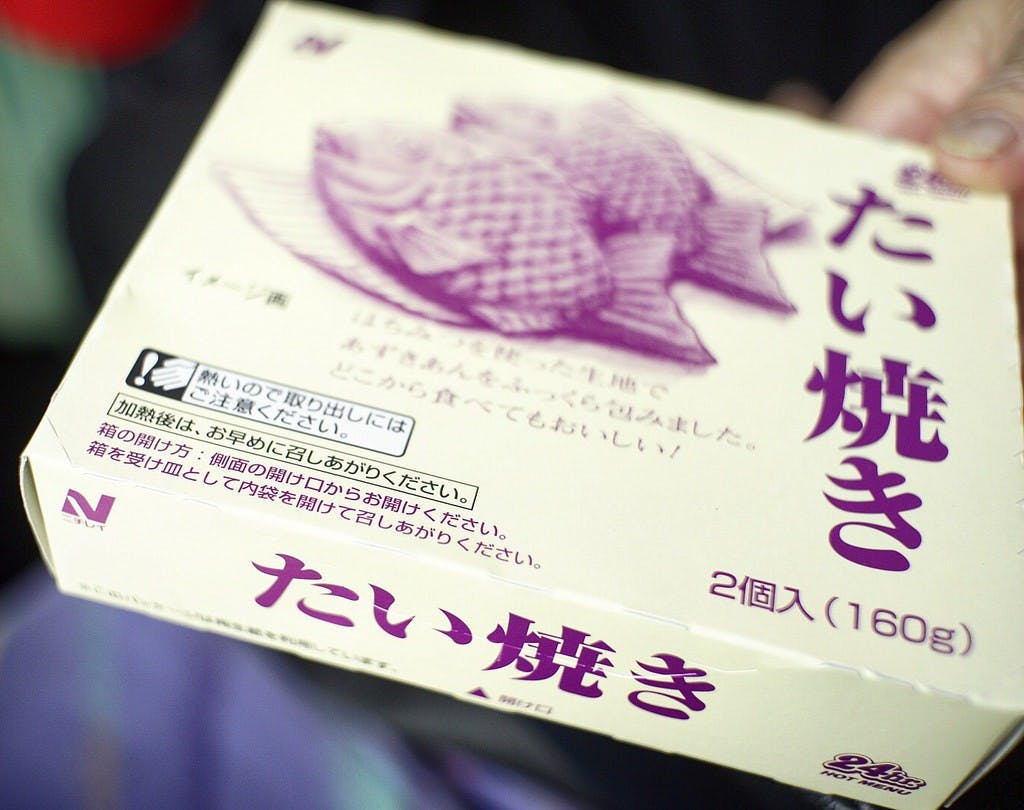 たい焼き
イメージ画
はちみつを使った生地で
あずきあんをふっくら包みました。
どこから食べてもおいしい!
熱いので取り出しには
ご注意ください。
加熱後は、お早めに召しあがりください。
箱の開け方：側面の開け口からお開けください。
箱を受け皿として内袋を開けて召しあがりください。
2個入(160g)
ニチレイ
たい焼き
▲開け口
24hr.
HOT MENU